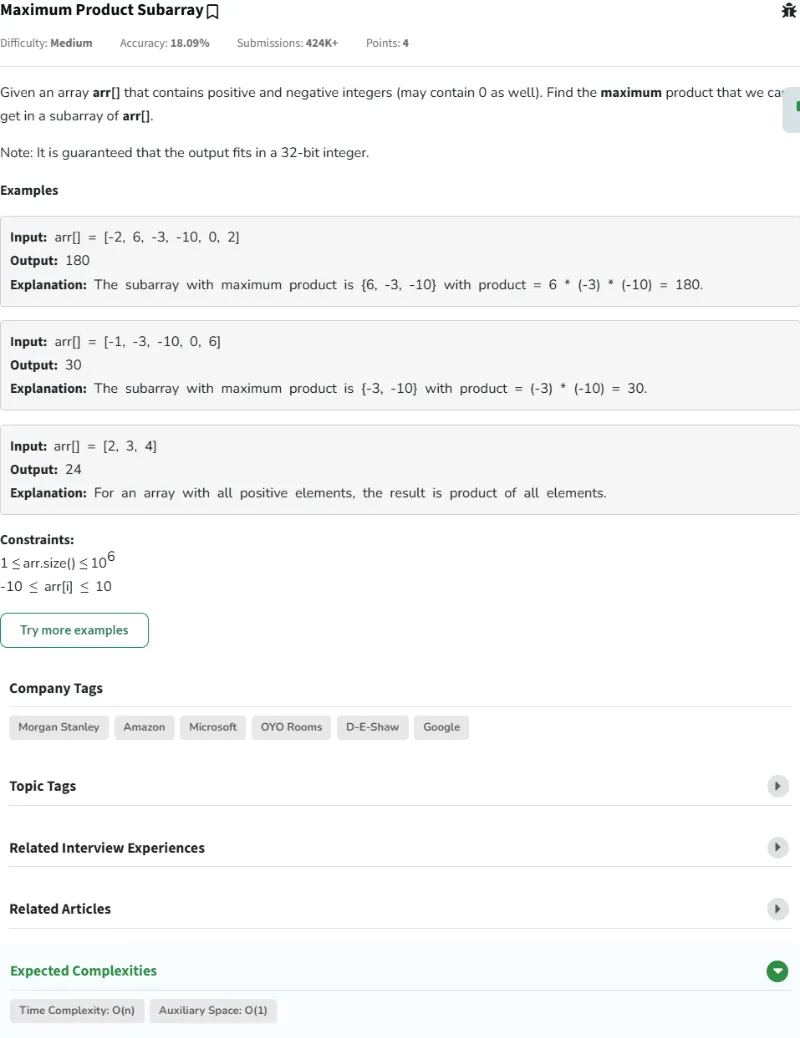 Maximum Product Subarray
Difficulty: Medium Accuracy: 18.09% Submissions: 424K+ Points: 4
Given an array arr[] that contains positive and negative integers (may contain 0 as well). Find the maximum product that we ca
get in a subarray of arr[].
Note: It is guaranteed that the output fits in a 32-bit integer.
Examples
Input: arr[] = [-2, 6, -3, -10, 0, 2]
Output: 180
Explanation: The subarray with maximum product is {6, -3, -10} with product = 6 * (-3) * (-10) = 180.
Input: arr[] = [-1, -3, -10, 0, 6]
Output: 30
Explanation: The subarray with maximum product is {-3, -10} with product = (-3) * (-10) = 30.
Input: arr[] = [2, 3, 4]
Output: 24
Explanation: For an array with all positive elements, the result is product of all elements.
Constraints:
1 ≤ arr.size() ≤ 10^6
-10 ≤ arr[i] ≤ 10
Try more examples
Company Tags
Morgan Stanley Amazon Microsoft OYO Rooms D-E-Shaw Google
Topic Tags
Related Interview Experiences
Related Articles
Expected Complexities
Time Complexity: O(n) Auxiliary Space: O(1)